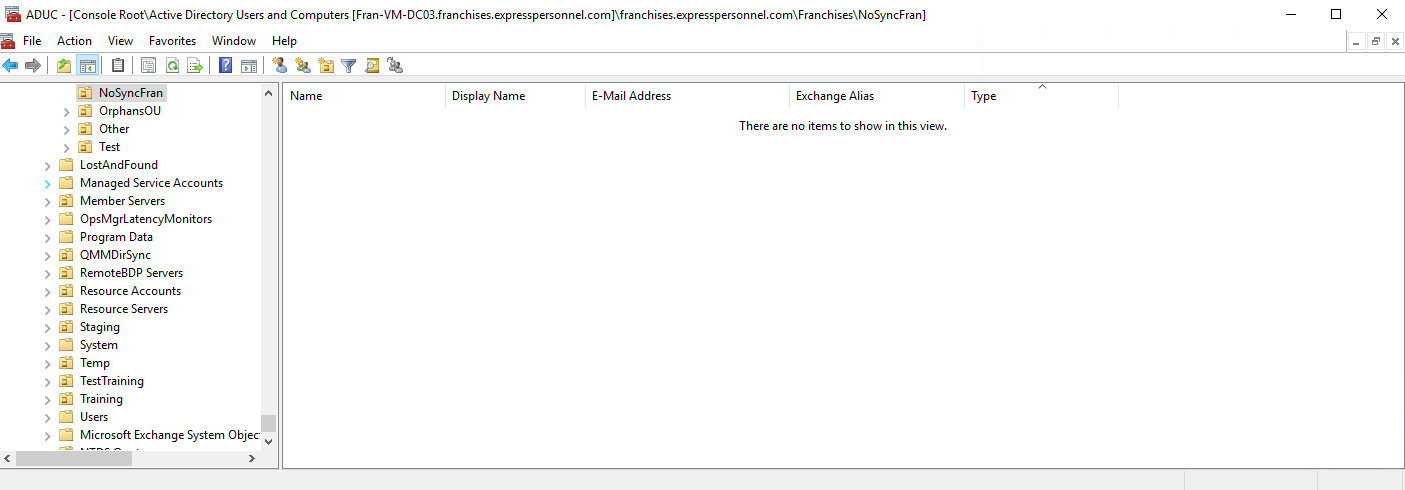 ADUC - [Console Root\Active Directory Users and Computers [Fran-VM-DC03.franchises.expresspersonnel.com]\franchises.expresspersonnel.com\Franchises\NoSyncFran]
File Action View Favorites Window Help
Name Display Name E-Mail Address Exchange Alias Type
There are no items to show in this view.
NoSyncFran
OrphansOU
Other
Test
LostAndFound
Managed Service Accounts
Member Servers
OpsMgrLatencyMonitors
Program Data
QMMDirSync
RemoteBDP Servers
Resource Accounts
Resource Servers
Staging
System
Temp
TestTraining
Training
Users
Microsoft Exchange System Objec